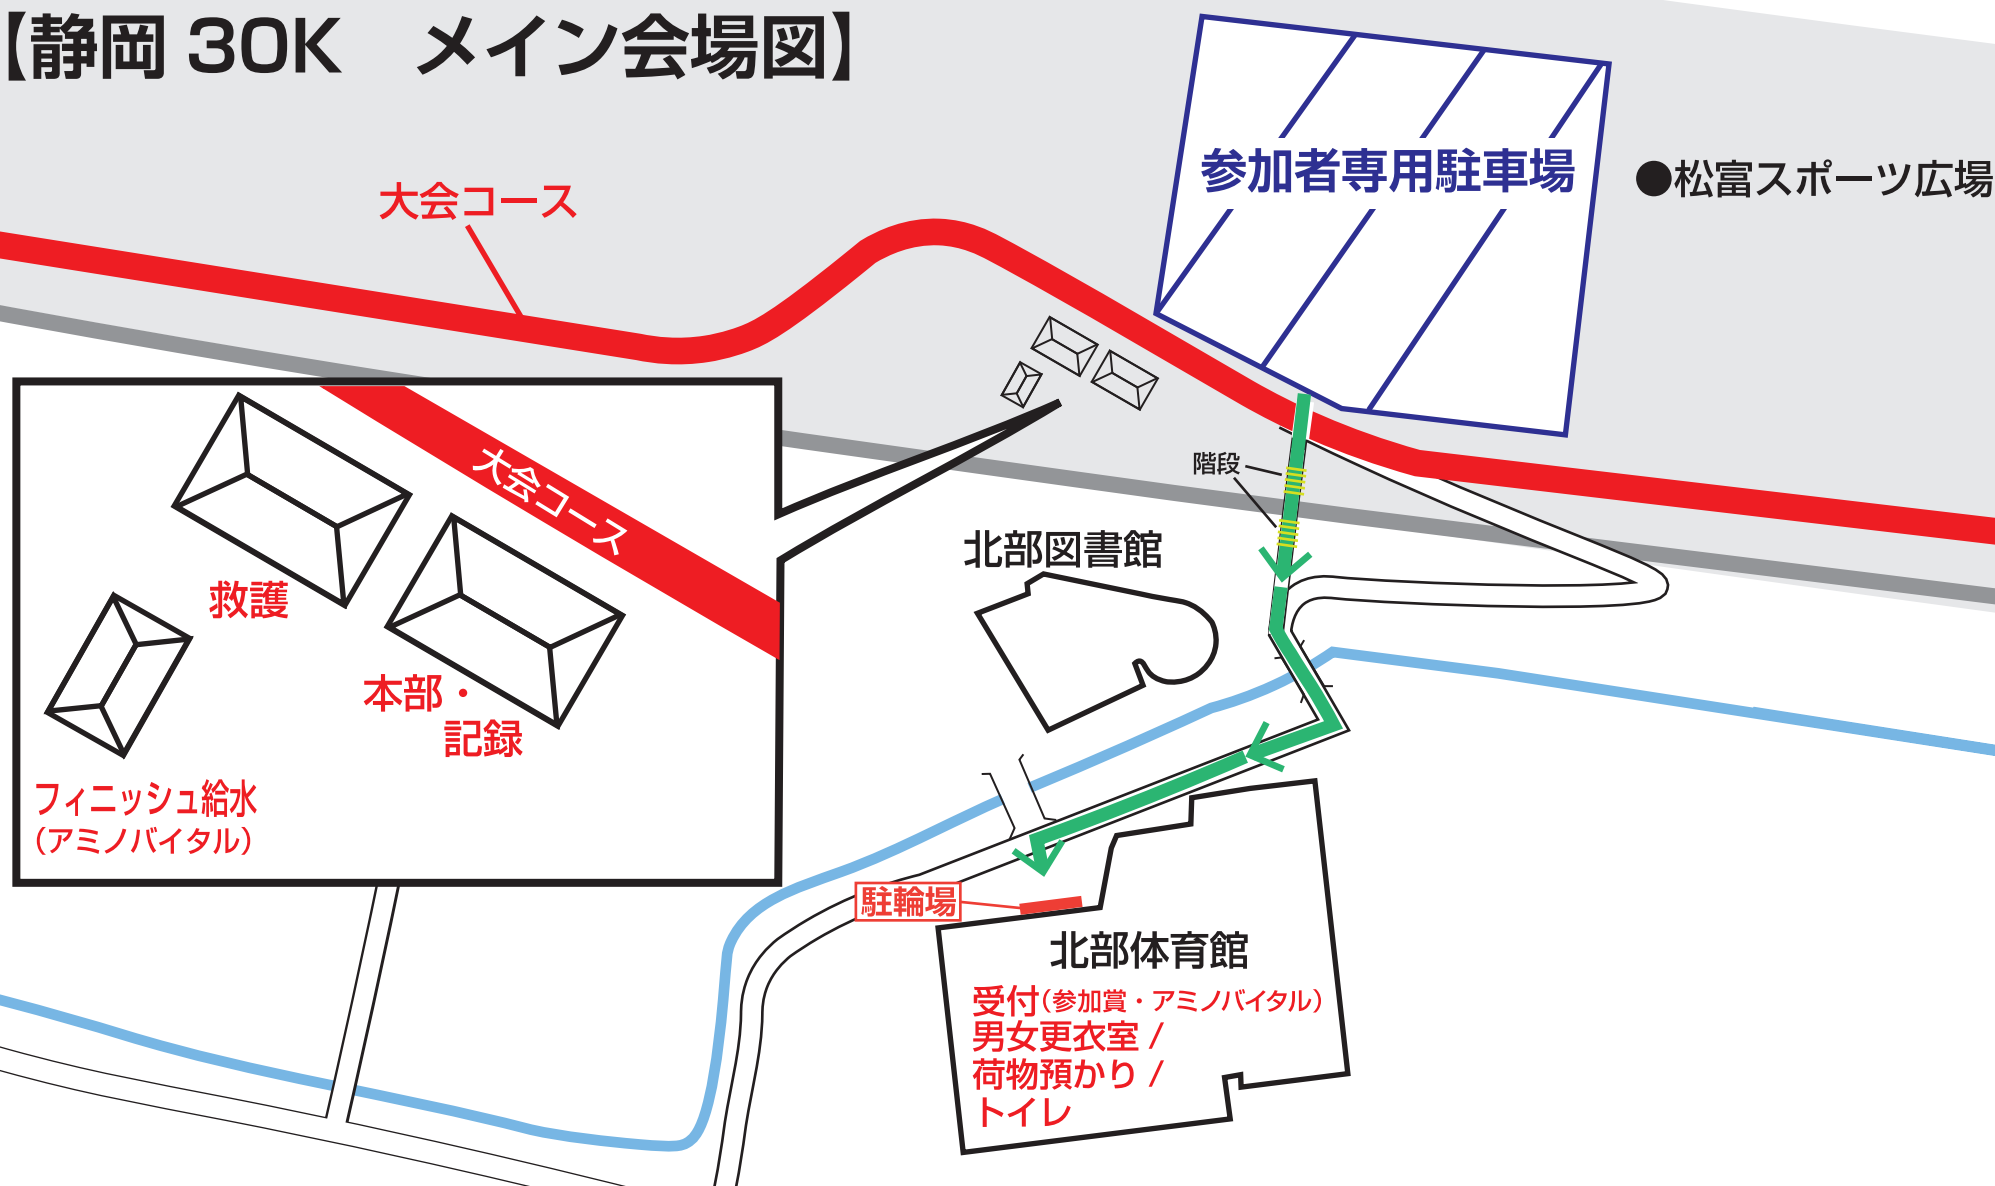 【静岡 30K　メイン会場図】
参加者専用駐車場
●松富スポーツ広場
大会コース
階段
大会コース
救護
本部・
記録
フィニッシュ給水
（アミノバイタル）
北部図書館
駐輪場
北部体育館
受付（参加賞・アミノバイタル）
男女更衣室 /
荷物預かり /
トイレ